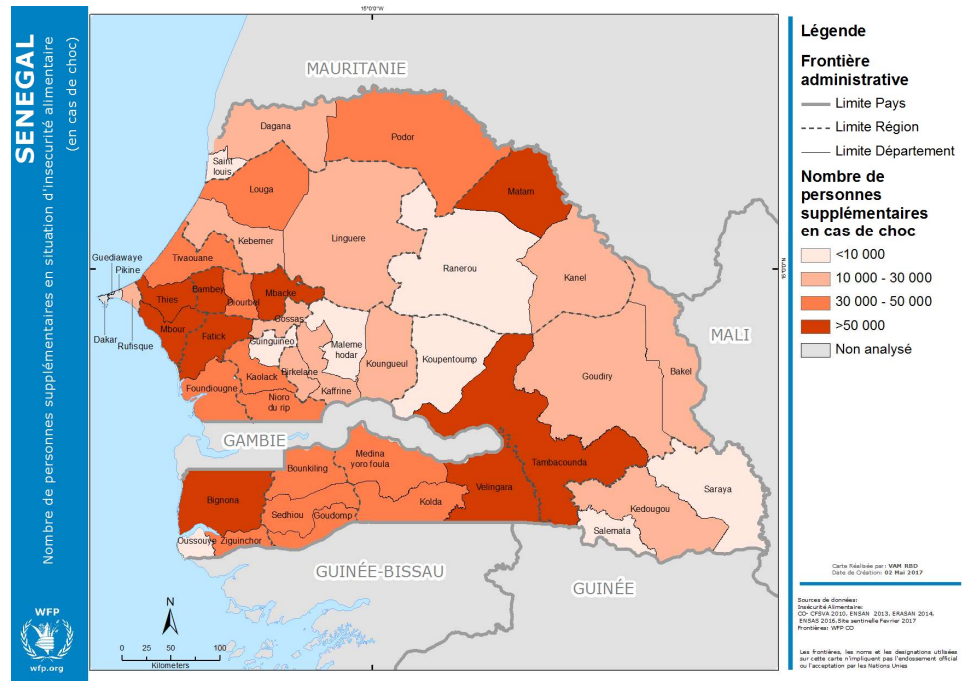 SENEGAL
Nombre de personnes supplémentaires en situation d'insecurité alimentaire
(en cas de choc)
WFP
wfp.org
15°0'0"W
15°0'0"N
MAURITANIE
Dagana
Podor
Saint
louis
Louga
Matam
Linguere
Kebemer
Tivaouane
Ranerou
Kanel
Guediawaye
Pikine
Dakar
Rufisque
Thies
Bambey
Diourbel
Mbacke
Mbour
Fatick
Gossas
Guinguineo
Maleme
hodar
Koungueul
Koupentoump
Birkelane
Kaolack
Kaffrine
Foundiougne
Nioro
du rip
Goudiry
Bakel
MALI
GAMBIE
Medina
yoro foula
Bounkiling
Tambacounda
Velingara
Kolda
Bignona
Sedhiou
Goudomp
Oussouye
Ziguinchor
Saraya
Kedougou
Salemata
GUINÉE-BISSAU
GUINÉE
N
0 25 50 100 150
Kilometers
Légende
Frontière
administrative
Limite Pays
Limite Région
Limite Département
Nombre de
personnes
supplémentaires
en cas de choc
<10 000
10 000 - 30 000
30 000 - 50 000
>50 000
Non analysé
Carte Réalisée par: VAM RBD
Date de Création: 02 Mai 2017
Sources de données:
Insécurité Alimentaire:
CO- CFSVA 2010, ENSAN 2013, ERASAN 2014,
ENSAS 2016,Site sentinelle Fevrier 2017
Frontières: WFP CO
Les frontières, les noms et les designations utilisées
sur cette carte n'impliquent pas l'endossement official
ou l'acceptation par les Nations Unies